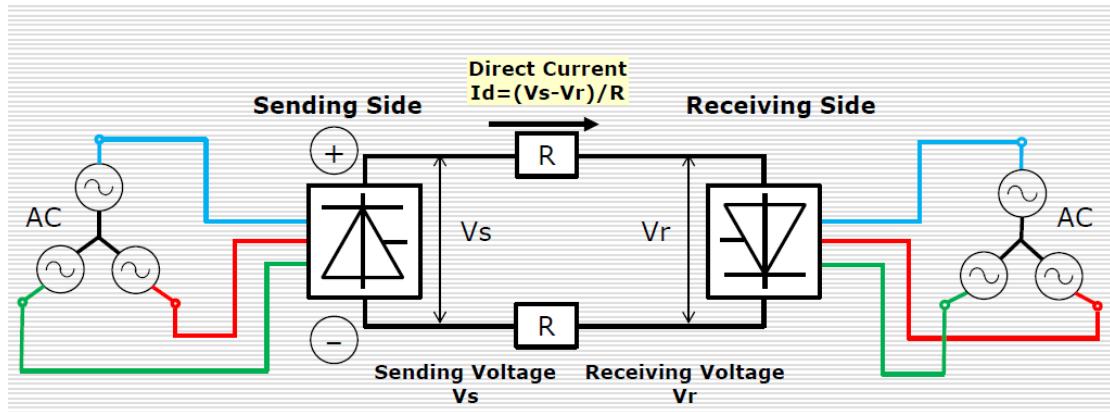 Direct Current
Id=(Vs-Vr)/R
Sending Side
Receiving Side
+
R
AC
Vs
Vr
AC
R
–
Sending Voltage
Vs
Receiving Voltage
Vr